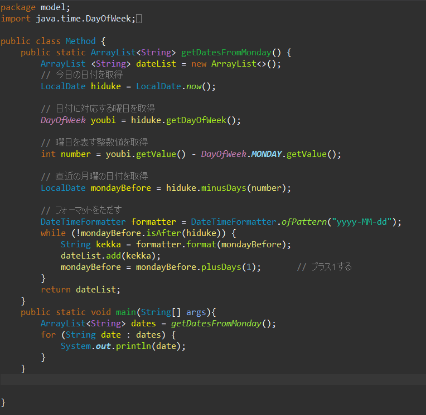 package model;
import java.time.DayOfWeek;

public class Method {
    public static ArrayList<String> getDatesFromMonday() {
        ArrayList <String> dateList = new ArrayList<>();
        // 今日の日付を取得
        LocalDate hiduke = LocalDate.now();

        // 日付に対応する曜日を取得
        DayOfWeek youbi = hiduke.getDayOfWeek();

        // 曜日を表す整数値を取得
        int number = youbi.getValue() - DayOfWeek.MONDAY.getValue();

        // 直近の月曜の日付を取得
        LocalDate mondayBefore = hiduke.minusDays(number);

        // フォーマットをただす
        DateTimeFormatter formatter = DateTimeFormatter.ofPattern("yyyy-MM-dd");
        while (!mondayBefore.isAfter(hiduke)) {
            String kekka = formatter.format(mondayBefore);
            dateList.add(kekka);
            mondayBefore = mondayBefore.plusDays(1);      // プラス1する
        }
        return dateList;
    }
    public static void main(String[] args){
        ArrayList<String> dates = getDatesFromMonday();
        for (String date : dates) {
            System.out.println(date);
        }
    }

}